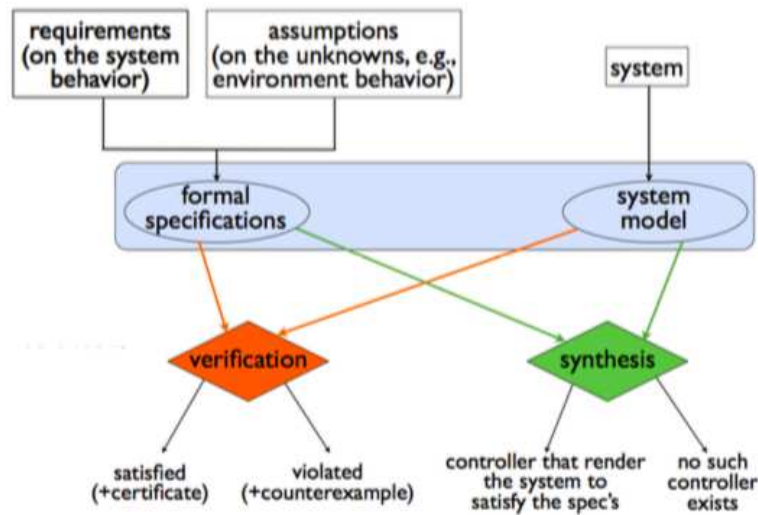 requirements
(on the system
behavior)
assumptions
(on the unknowns, e.g.,
environment behavior)
system
formal
specifications
system
model
verification
synthesis
satisfied
(+certificate)
violated
(+counterexample)
controller that render
the system to
satisfy the spec's
no such
controller
exists